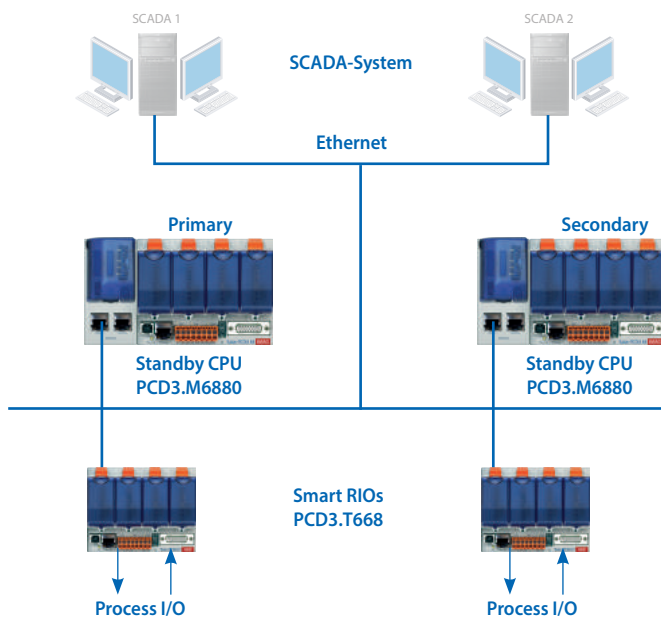 SCADA 1
SCADA 2
SCADA-System
Ethernet
Primary
Secondary
Standby CPU
PCD3.M6880
Standby CPU
PCD3.M6880
Smart RIOs
PCD3.T668
Process I/O
Process I/O